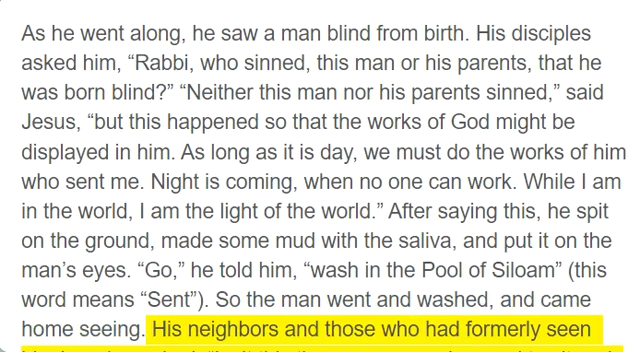 As he went along, he saw a man blind from birth. His disciples
asked him, “Rabbi, who sinned, this man or his parents, that he
was born blind?” “Neither this man nor his parents sinned,” said
Jesus, “but this happened so that the works of God might be
displayed in him. As long as it is day, we must do the works of him
who sent me. Night is coming, when no one can work. While I am
in the world, I am the light of the world.” After saying this, he spit
on the ground, made some mud with the saliva, and put it on the
man’s eyes. “Go,” he told him, “wash in the Pool of Siloam” (this
word means “Sent”). So the man went and washed, and came
home seeing. His neighbors and those who had formerly seen